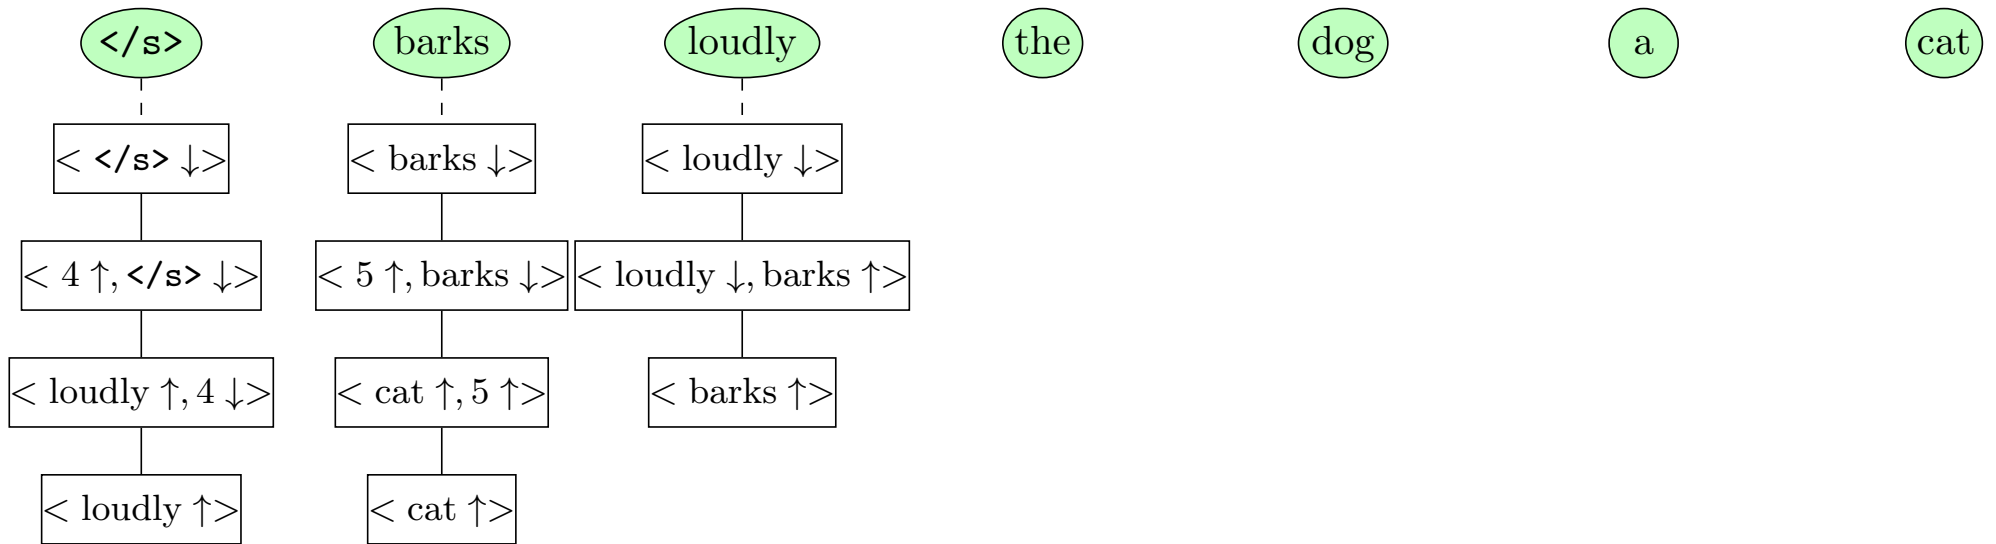 </s> barks loudly the dog a cat
< </s> ↓> < barks ↓> < loudly ↓>
< 4 ↑, </s> ↓> < 5 ↑, barks ↓> < loudly ↓, barks ↑>
< loudly ↑, 4 ↓> < cat ↑, 5 ↑> < barks ↑>
< loudly ↑> < cat ↑>